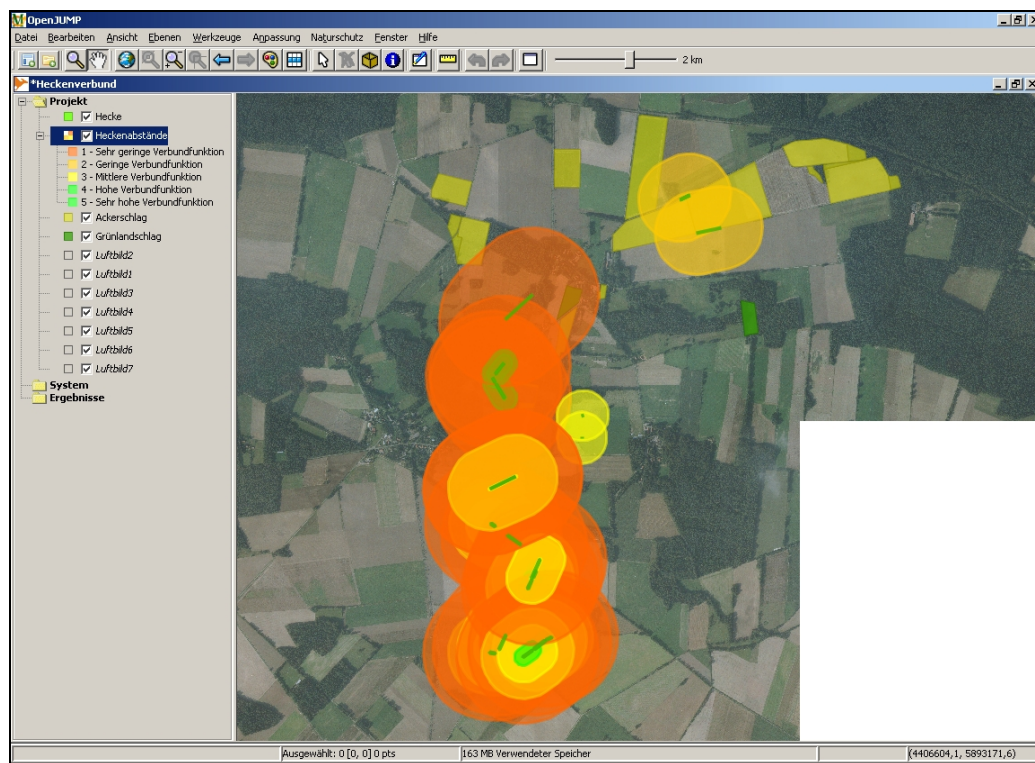 OpenJUMP
Datei Bearbeiten Ansicht Ebenen Werkzeuge Anpassung Naturschutz Fenster Hilfe
2 km
*Heckenverbund
Projekt
Hecke
Heckenabstände
1 - Sehr geringe Verbundfunktion
2 - Geringe Verbundfunktion
3 - Mittlere Verbundfunktion
4 - Hohe Verbundfunktion
5 - Sehr hohe Verbundfunktion
Ackerschlag
Grünlandschlag
Luftbild2
Luftbild1
Luftbild3
Luftbild4
Luftbild5
Luftbild6
Luftbild7
System
Ergebnisse
Ausgewählt: 0 [0, 0] 0 pts 163 MB Verwendeter Speicher (4406604,1, 5893171,6)